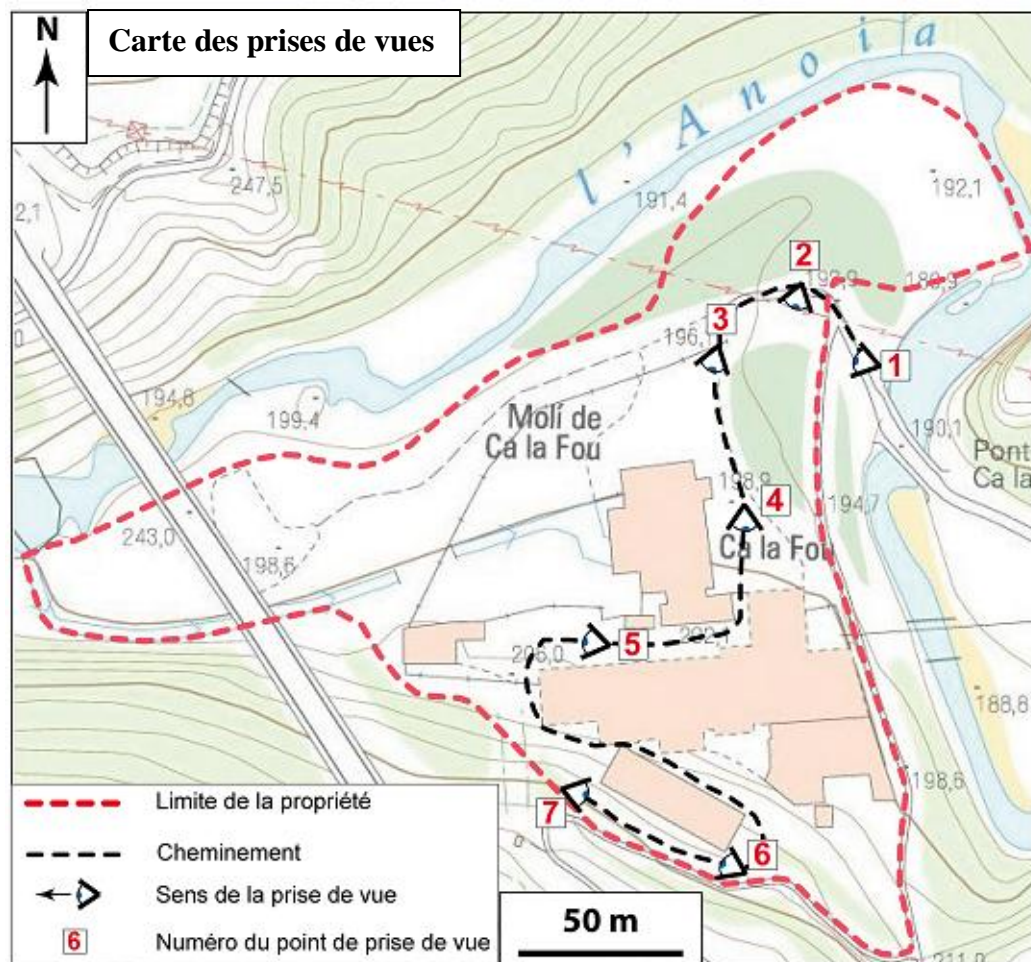 N
Carte des prises de vues
l'Anoia
247,5
2,1
191,4
192,1
2
192,9
189,9
3
196,1
1
194,6
199,4
Molí de
Ca la Fou
190,1
Pont
Ca la
198,9
4
194,7
243,0
198,6
Ca la Fou
5
202,
205,0
188,8
198,6
7
6
Limite de la propriété
Cheminement
Sens de la prise de vue
6
Numéro du point de prise de vue
50 m
211,9